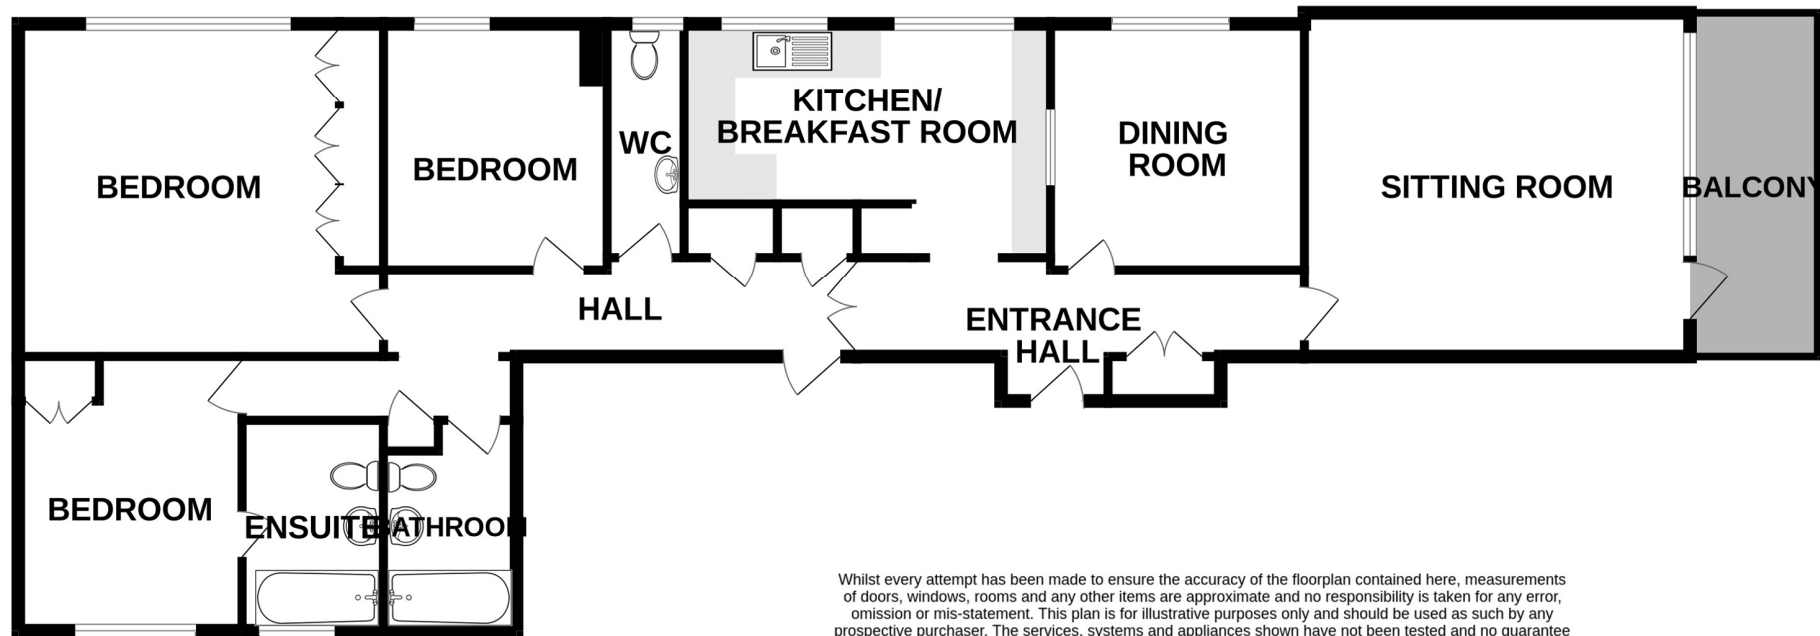 KITCHEN/
BREAKFAST ROOM
DINING
ROOM
WC
BEDROOM
BEDROOM
SITTING ROOM
BALCONY
HALL
ENTRANCE
HALL
BEDROOM
ENSUITE
BATHROOM
Whilst every attempt has been made to ensure the accuracy of the floorplan contained here, measurements
of doors, windows, rooms and any other items are approximate and no responsibility is taken for any error,
omission or mis-statement. This plan is for illustrative purposes only and should be used as such by any
prospective purchaser. The services, systems and appliances shown have not been tested and no guarantee